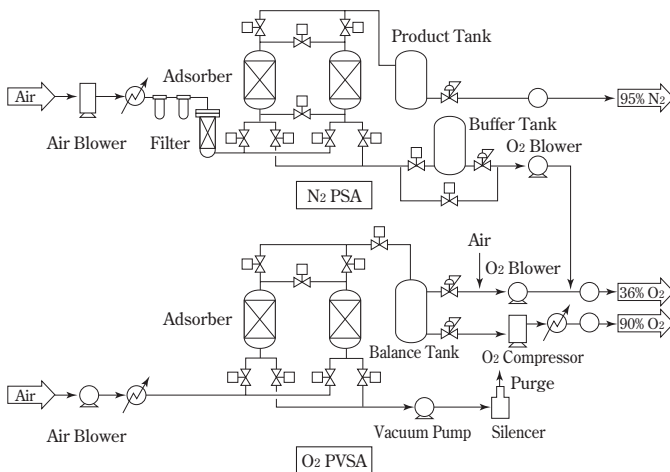 Product Tank
Adsorber
Air
95% N2
Air Blower
Filter
Buffer Tank
O2 Blower
N2 PSA
Air
O2 Blower
36% O2
Adsorber
90% O2
Balance Tank
O2 Compressor
Purge
Air
Air Blower
Vacuum Pump
Silencer
O2 PVSA